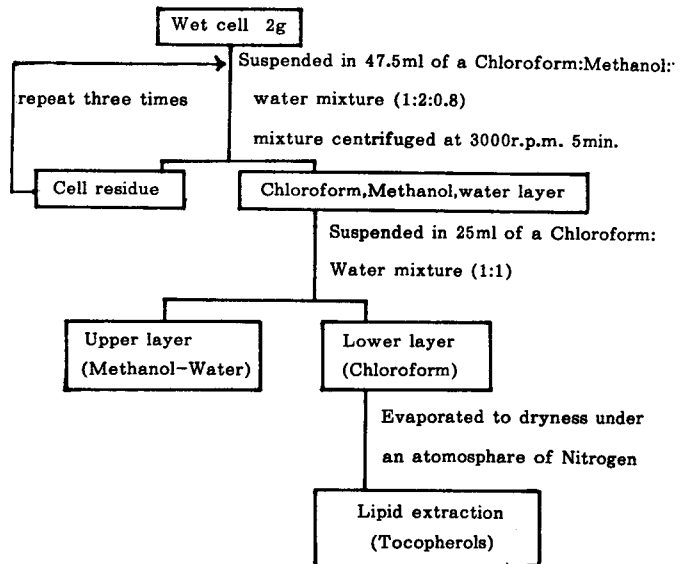 Wet cell 2g
Suspended in 47.5ml of a Chloroform:Methanol:
repeat three times
water mixture (1:2:0.8)
mixture centrifuged at 3000r.p.m. 5min.
Cell residue
Chloroform,Methanol,water layer
Suspended in 25ml of a Chloroform:
Water mixture (1:1)
Upper layer
(Methanol-Water)
Lower layer
(Chloroform)
Evaporated to dryness under
an atomosphare of Nitrogen
Lipid extraction
(Tocopherols)